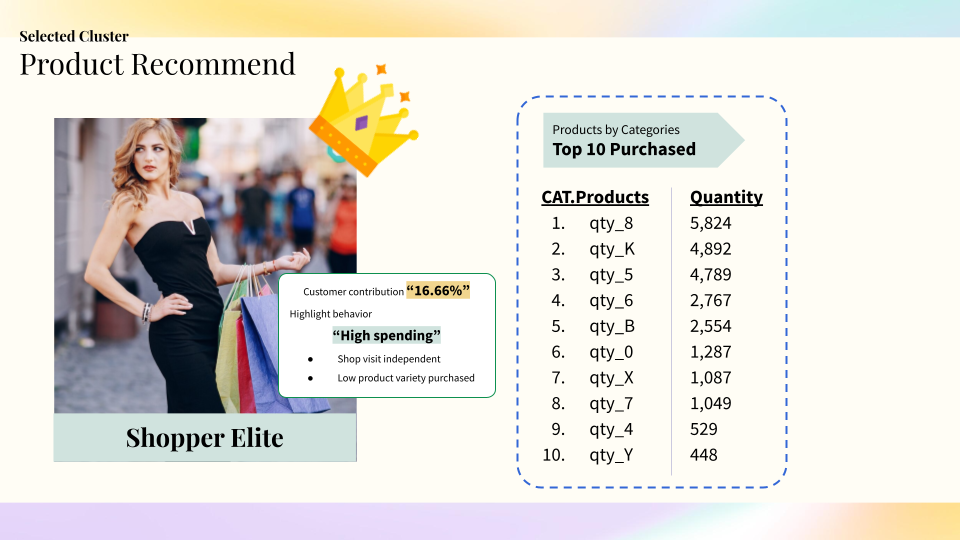 Selected Cluster
Product Recommend
Customer contribution “16.66%”
Highlight behavior
“High spending”
● Shop visit independent
● Low product variety purchased
Shopper Elite
Products by Categories
Top 10 Purchased
CAT.Products Quantity
1. qty_8 5,824
2. qty_K 4,892
3. qty_5 4,789
4. qty_6 2,767
5. qty_B 2,554
6. qty_0 1,287
7. qty_X 1,087
8. qty_7 1,049
9. qty_4 529
10. qty_Y 448